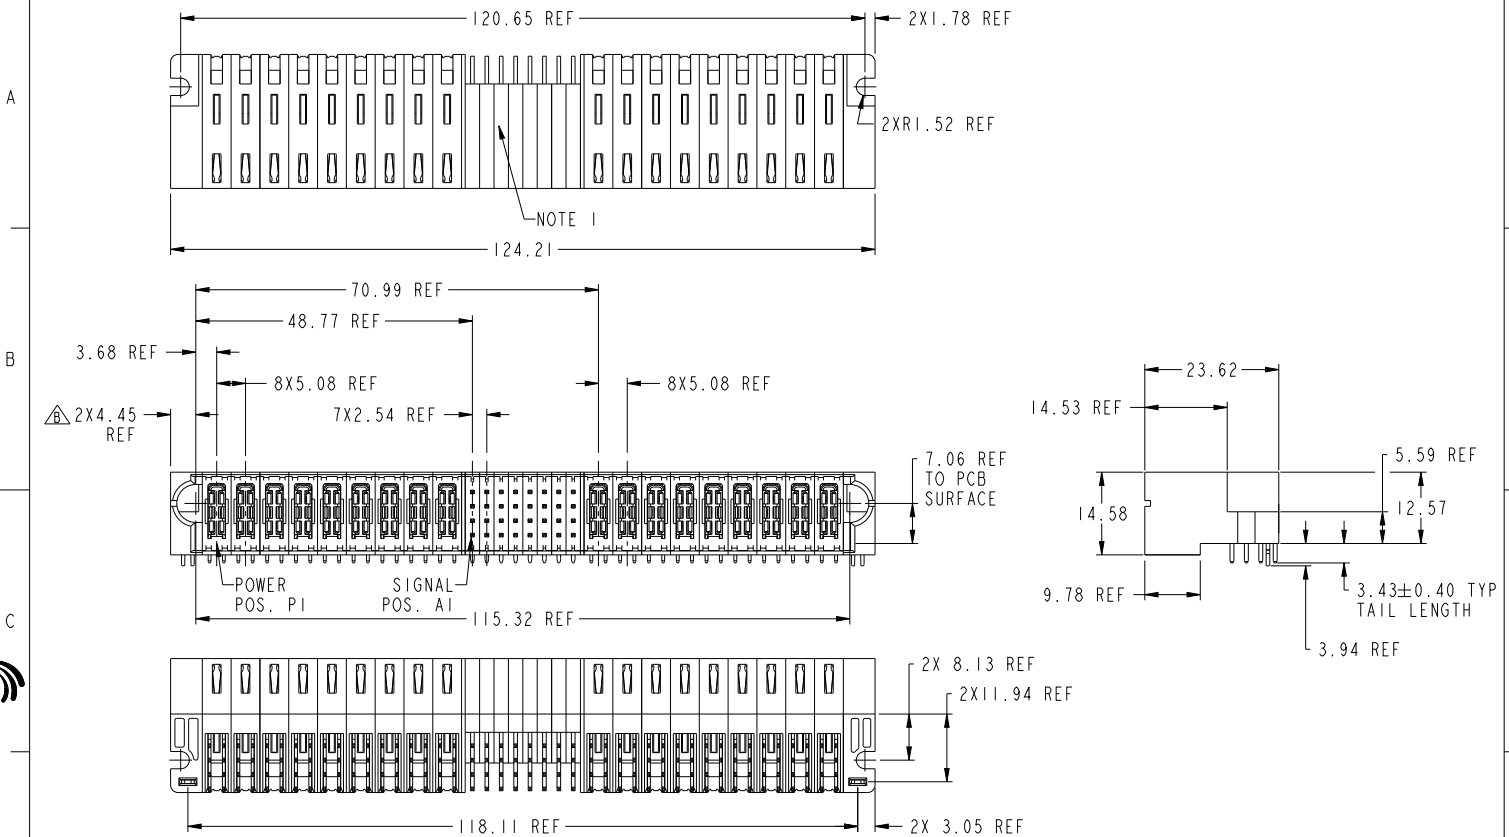 120.65 REF
2X1.78 REF
A
2XR1.52 REF
NOTE 1
124.21
70.99 REF
48.77 REF
3.68 REF
B
8X5.08 REF
8X5.08 REF
23.62
14.53 REF
B 2X4.45
REF
7X2.54 REF
7.06 REF
TO PCB
SURFACE
5.59 REF
14.58
12.57
POWER
POS. P1
SIGNAL
POS. A1
9.78 REF
3.43±0.40 TYP
TAIL LENGTH
C
115.32 REF
3.94 REF
2X 8.13 REF
2X11.94 REF
118.11 REF
2X 3.05 REF